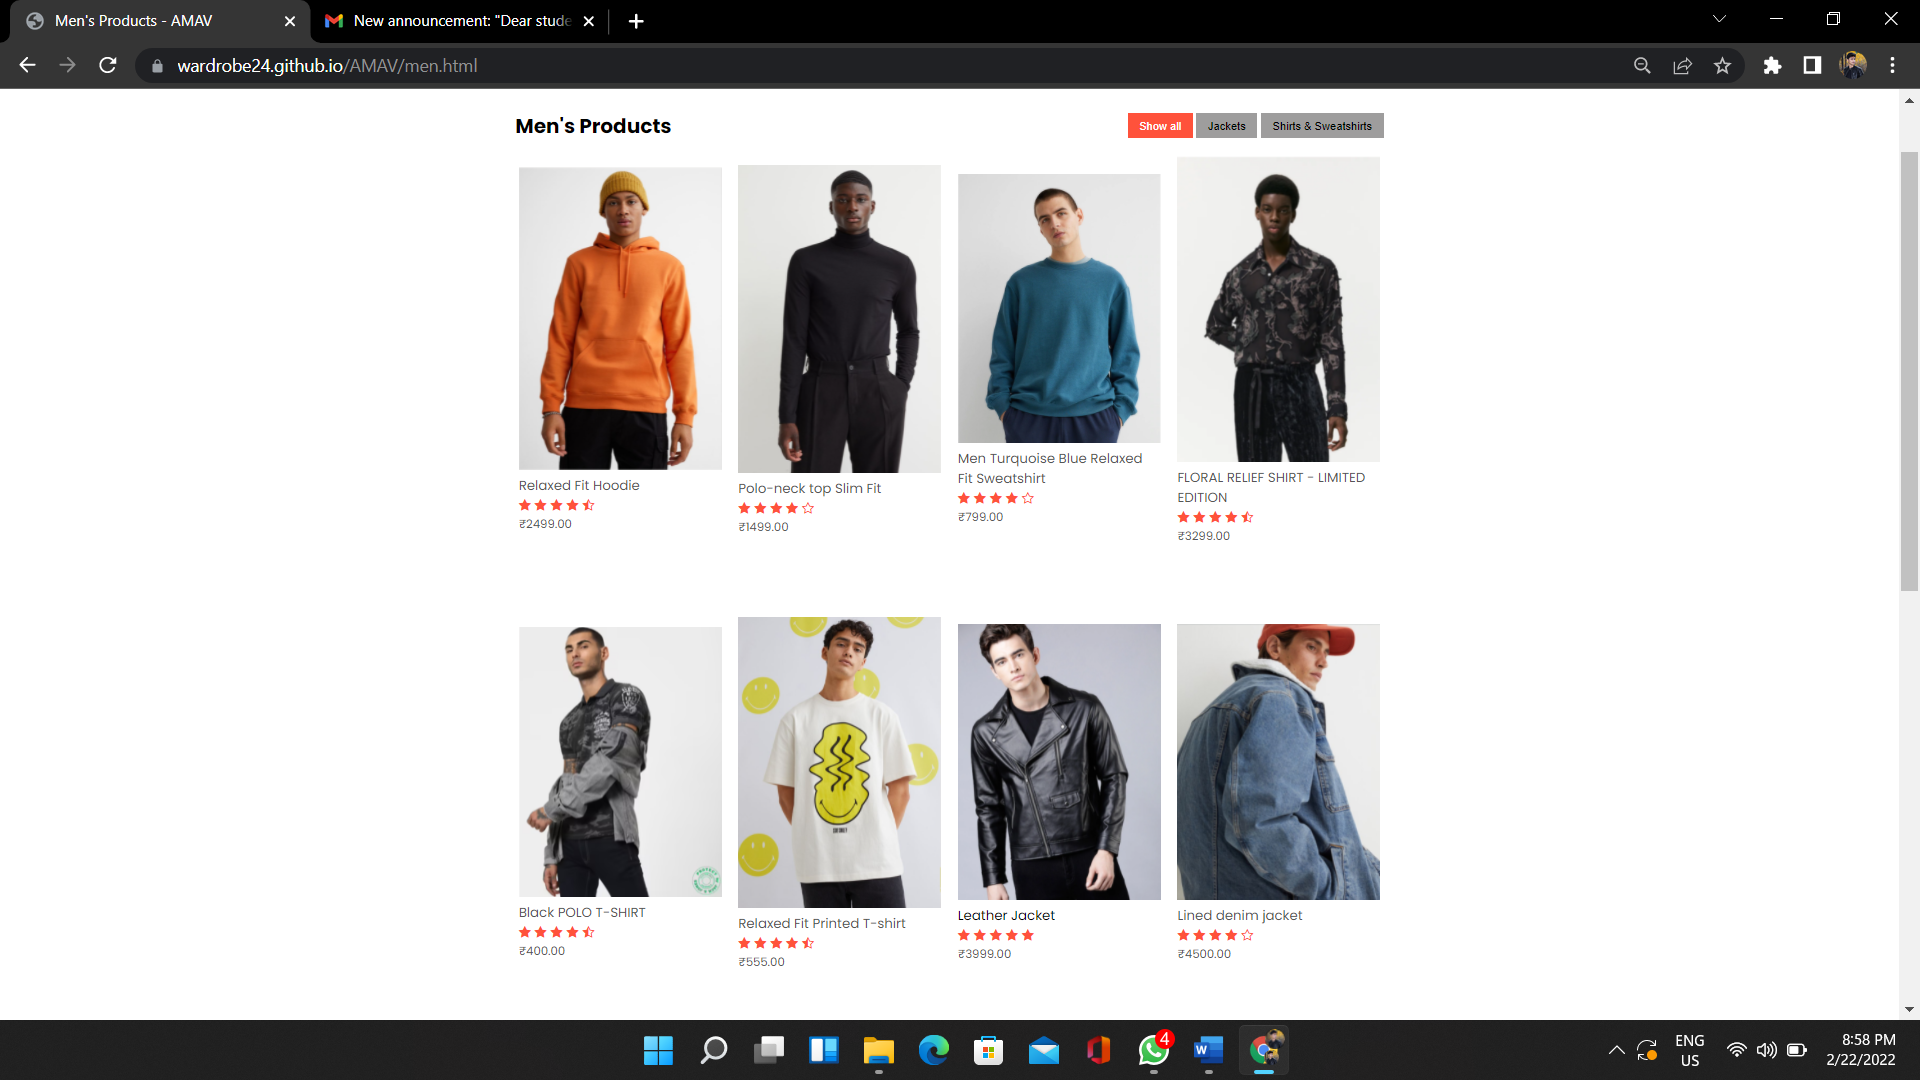 Men's Products - AMAV
New announcement: "Dear stude
wardrobe24.github.io/AMAV/men.html
Men's Products
Show all
Jackets
Shirts & Sweatshirts
Relaxed Fit Hoodie
₹2499.00
Polo-neck top Slim Fit
₹1499.00
Men Turquoise Blue Relaxed
Fit Sweatshirt
₹799.00
FLORAL RELIEF SHIRT - LIMITED
EDITION
₹3299.00
Black POLO T-SHIRT
₹400.00
Relaxed Fit Printed T-shirt
₹555.00
Leather Jacket
₹3999.00
Lined denim jacket
₹4500.00
4
W
ENG
US
8:58 PM
2/22/2022